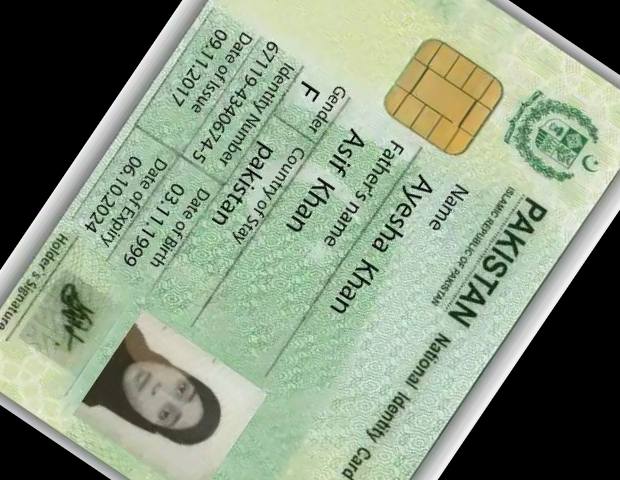 PAKISTAN National Identity Card
ISLAMIC REPUBLIC OF PAKISTAN
Name
Ayesha Khan
Father's name
Asif Khan
Gender Country of Stay
F pakistan
Identity Number Date of Birth
67119-4340674-5 03.11.1999
Date of Issue Date of Expiry
09.11.2017 06.10.2024
Holder's Signature